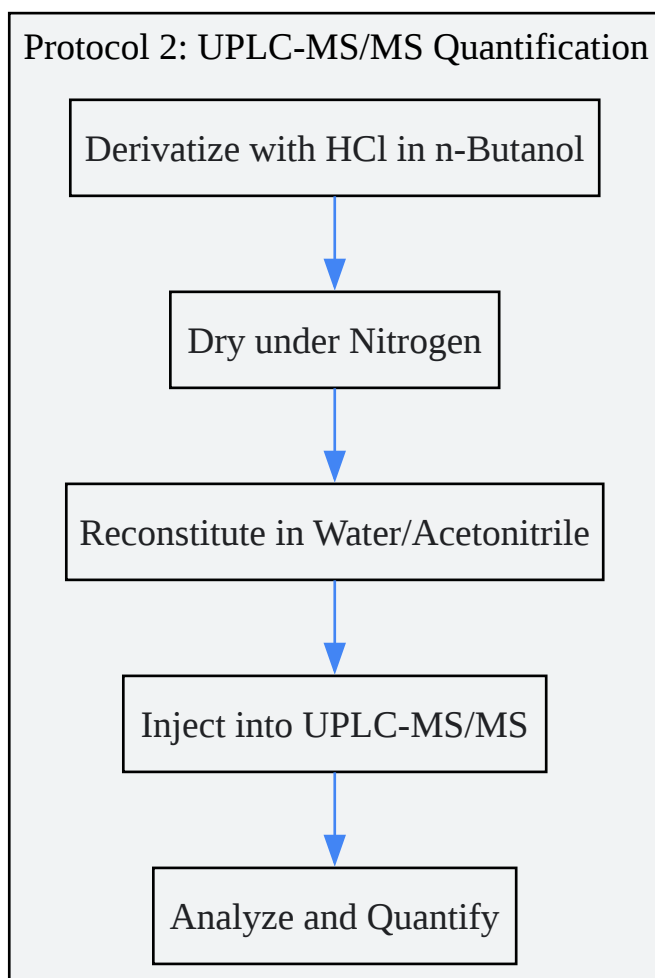 Protocol 2: UPLC-MS/MS Quantification
Derivatize with HCl in n-Butanol
Dry under Nitrogen
Reconstitute in Water/Acetonitrile
Inject into UPLC-MS/MS
Analyze and Quantify